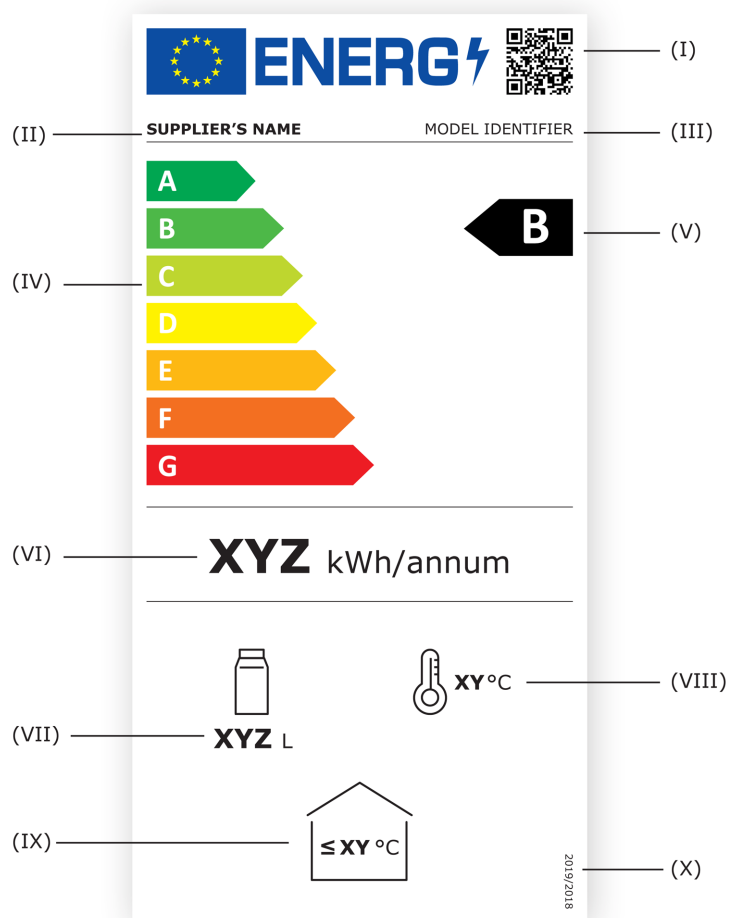 ENERG
(I)
(II)
SUPPLIER'S NAME
MODEL IDENTIFIER
(III)
A
B
B
(V)
(IV)
C
D
E
F
G
(VI)
XYZ kWh/annum
XY°C
(VIII)
(VII)
XYZ L
(IX)
≤ XY °C
2019/2018
(X)